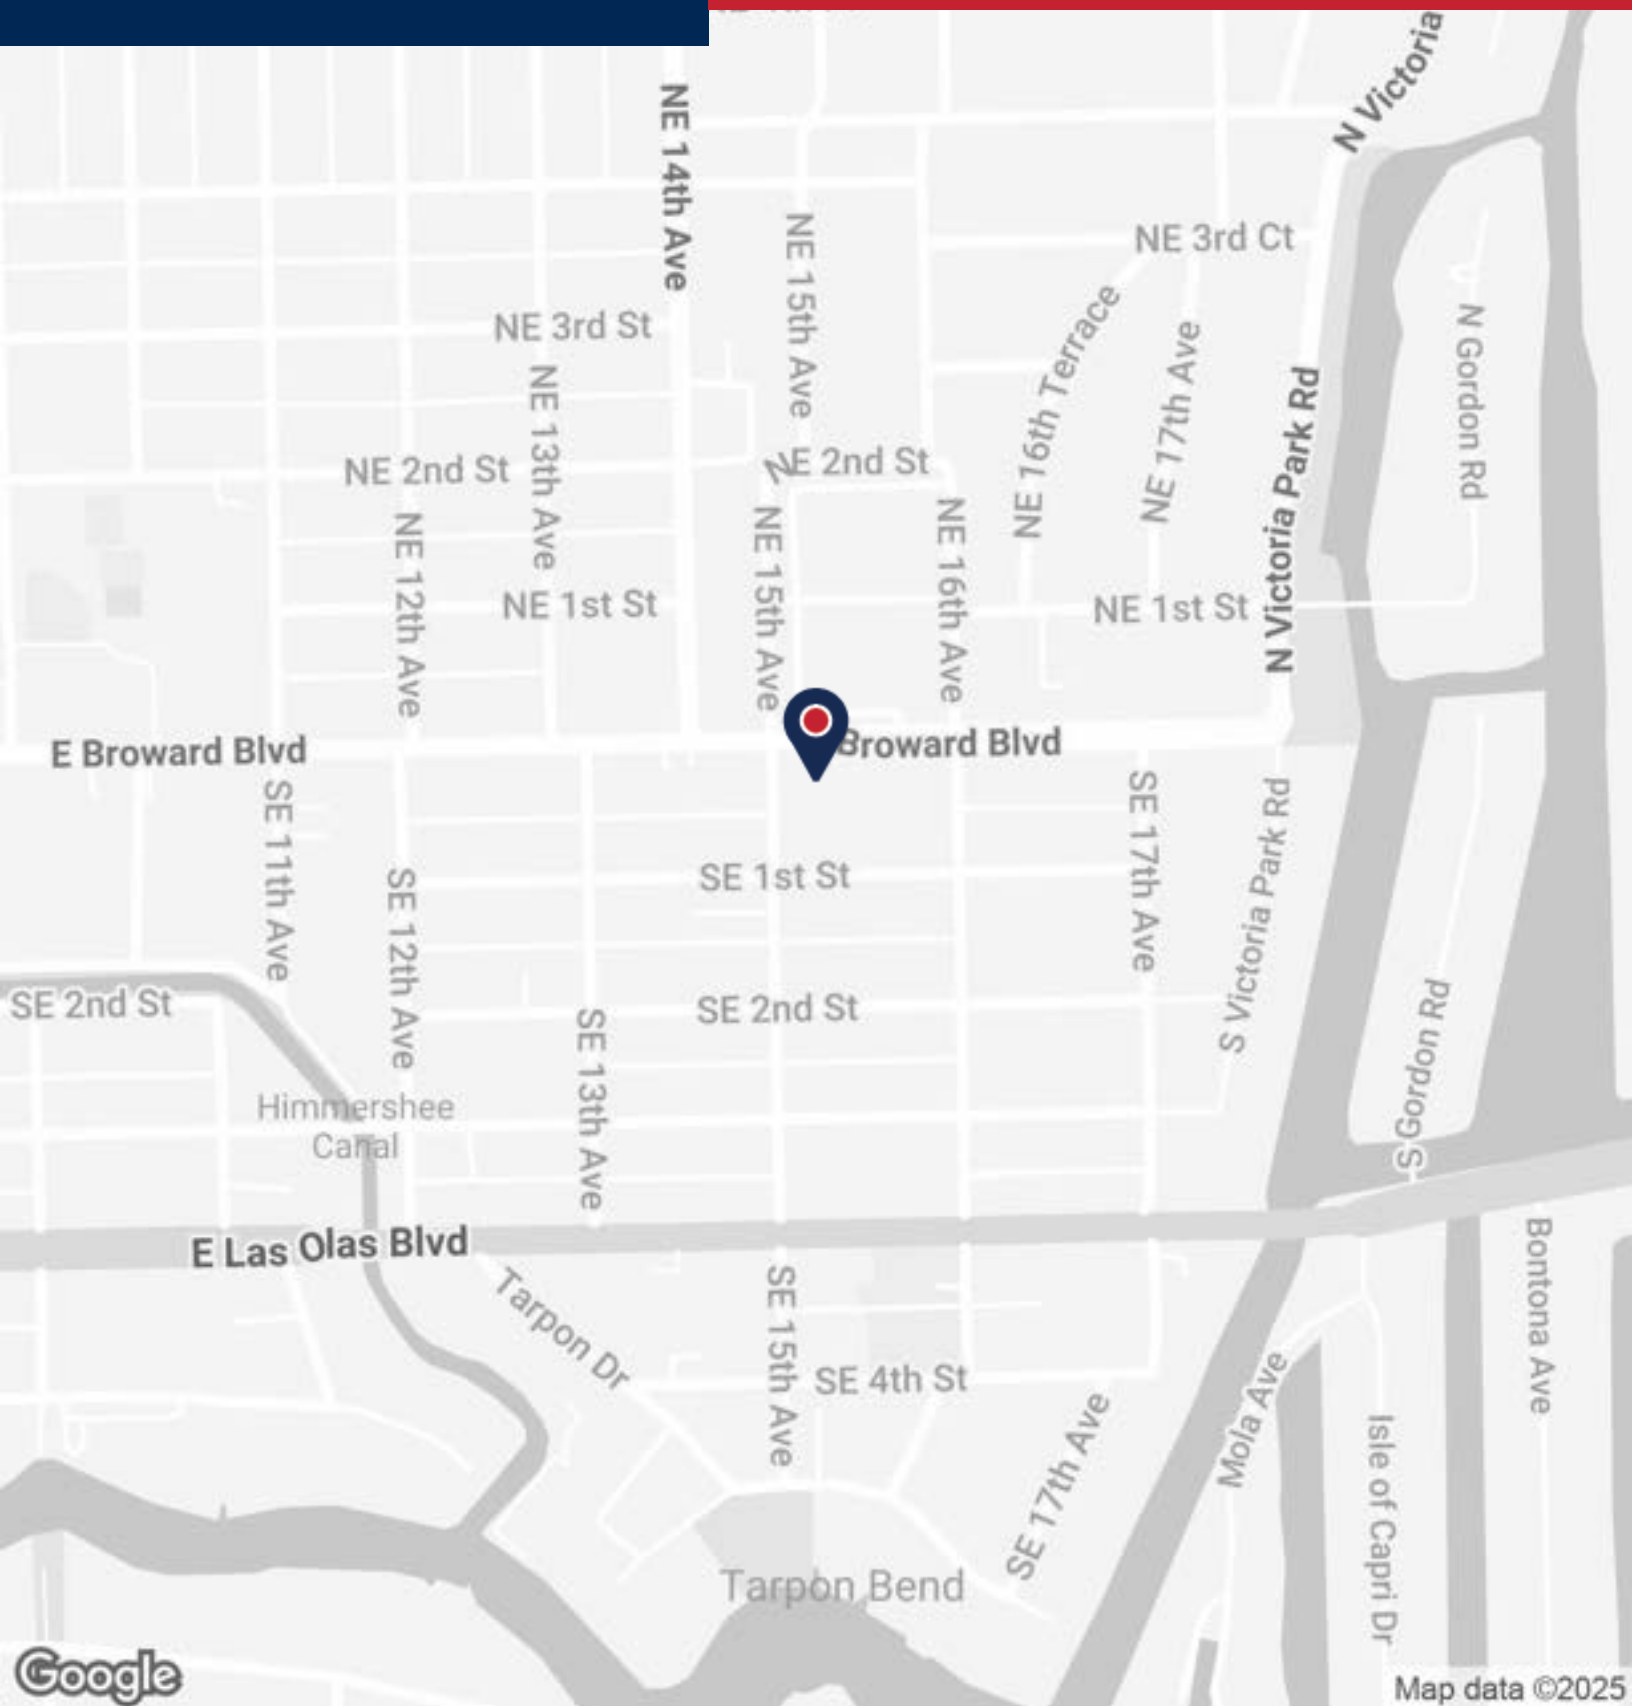 N Victoria
NE 14th Ave
NE 15th Ave
NE 3rd Ct
NE 3rd St
NE 16th Terrace
NE 17th Ave
N Gordon Rd
N Victoria Park Rd
NE 13th Ave
NE 2nd St
NE 2nd St
NE 12th Ave
NE 15th Ave
NE 16th Ave
NE 1st St
NE 1st St
E Broward Blvd
Broward Blvd
SE 11th Ave
SE 17th Ave
S Victoria Park Rd
SE 12th Ave
SE 1st St
SE 2nd St
SE 2nd St
S Gordon Rd
SE 13th Ave
Himmershee
Canal
E Las Olas Blvd
Tarpon Dr
SE 15th Ave
SE 4th St
SE 17th Ave
Mola Ave
Isle of Capri Dr
Bontona Ave
Tarpon Bend
Google
Map data ©2025